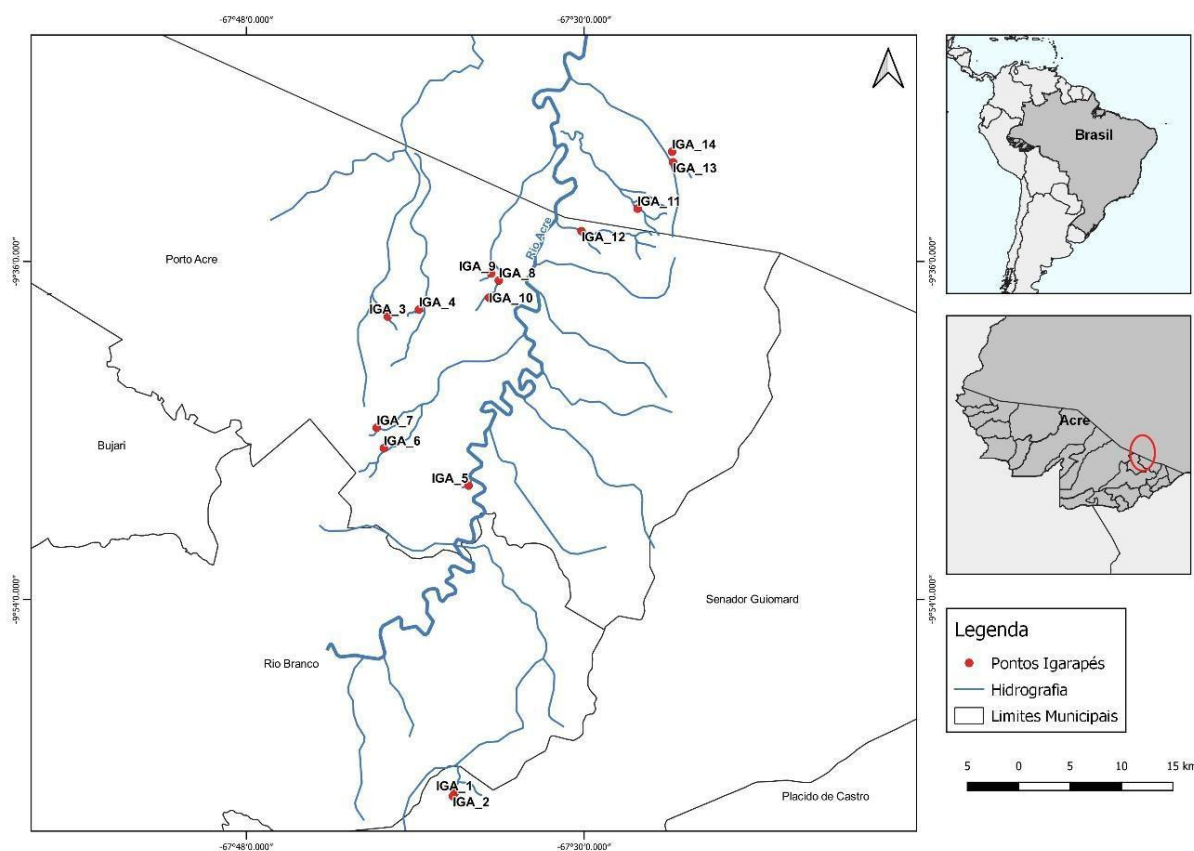 -67°48'0.000"
-67°30'0.000"
IGA_14
IGA_13
IGA_11
IGA_12
Rio Acre
Porto Acre
-9°36'0.000"
-9°36'0.000"
IGA_9
IGA_8
IGA_10
IGA_3
IGA_4
IGA_7
IGA_6
Bujari
IGA_5
-9°54'0.000"
-9°54'0.000"
Senador Guiomard
Rio Branco
IGA_1
IGA_2
Placido de Castro
-67°48'0.000"
-67°30'0.000"
Brasil
Acre
Legenda
Pontos Igarapés
Hidrografia
Limites Municipais
5 0 5 10 15 km